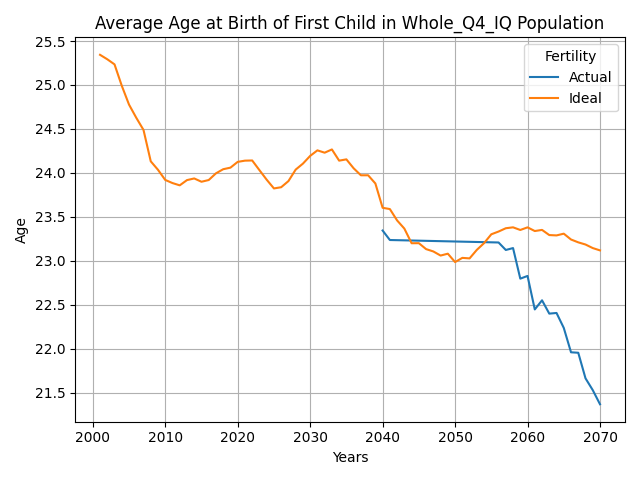 Average Age at Birth of First Child in Whole_Q4_IQ Population
25.5
25.0
24.5
24.0
23.5
23.0
22.5
22.0
21.5
Age
Fertility
Actual
Ideal
2000 2010 2020 2030 2040 2050 2060 2070
Years